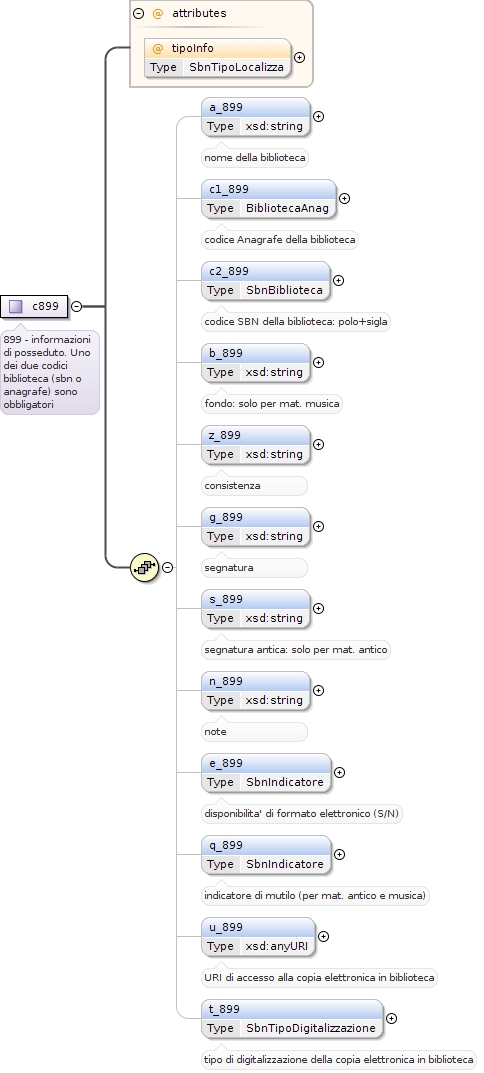 @ attributes
@ tipoInfo
Type SbnTipoLocalizza
a_899
Type xsd:string
nome della biblioteca
c1_899
Type BibliotecaAnag
codice Anagrafe della biblioteca
c2_899
Type SbnBiblioteca
codice SBN della biblioteca: polo+sigla
c899
899 - informazioni
di posseduto. Uno
dei due codici
biblioteca (sbn o
anagrafe) sono
obbligatori
b_899
Type xsd:string
fondo: solo per mat. musica
z_899
Type xsd:string
consistenza
g_899
Type xsd:string
segnatura
s_899
Type xsd:string
segnatura antica: solo per mat. antico
n_899
Type xsd:string
note
e_899
Type SbnIndicatore
disponibilita' di formato elettronico (S/N)
q_899
Type SbnIndicatore
indicatore di mutilo (per mat. antico e musica)
u_899
Type xsd:anyURI
URI di accesso alla copia elettronica in biblioteca
t_899
Type SbnTipoDigitalizzazione
tipo di digitalizzazione della copia elettronica in biblioteca